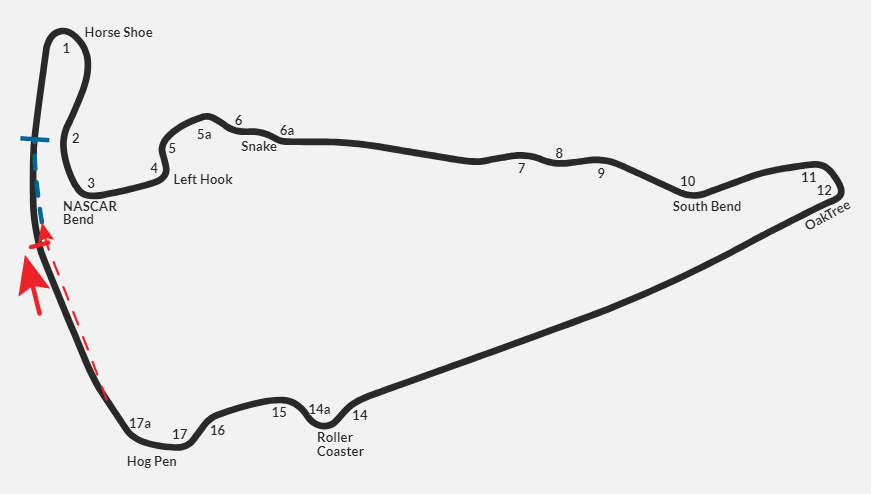 Horse Shoe
1
2
3
NASCAR
Bend
4
Left Hook
5
5a
6
Snake
6a
7
8
9
10
South Bend
11
12
OakTree
14
14a
Roller
Coaster
15
16
17
17a
Hog Pen